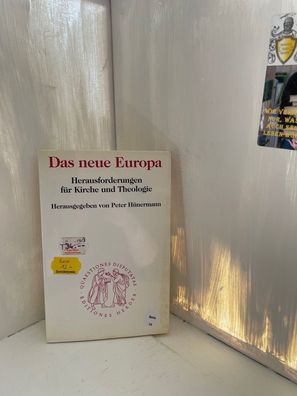 Das neue Europa
Herausforderungen
für Kirche und Theologie
Herausgegeben von Peter Hünermann
QUAESTIONES DISPUTATAE
EDITIONES HERDER